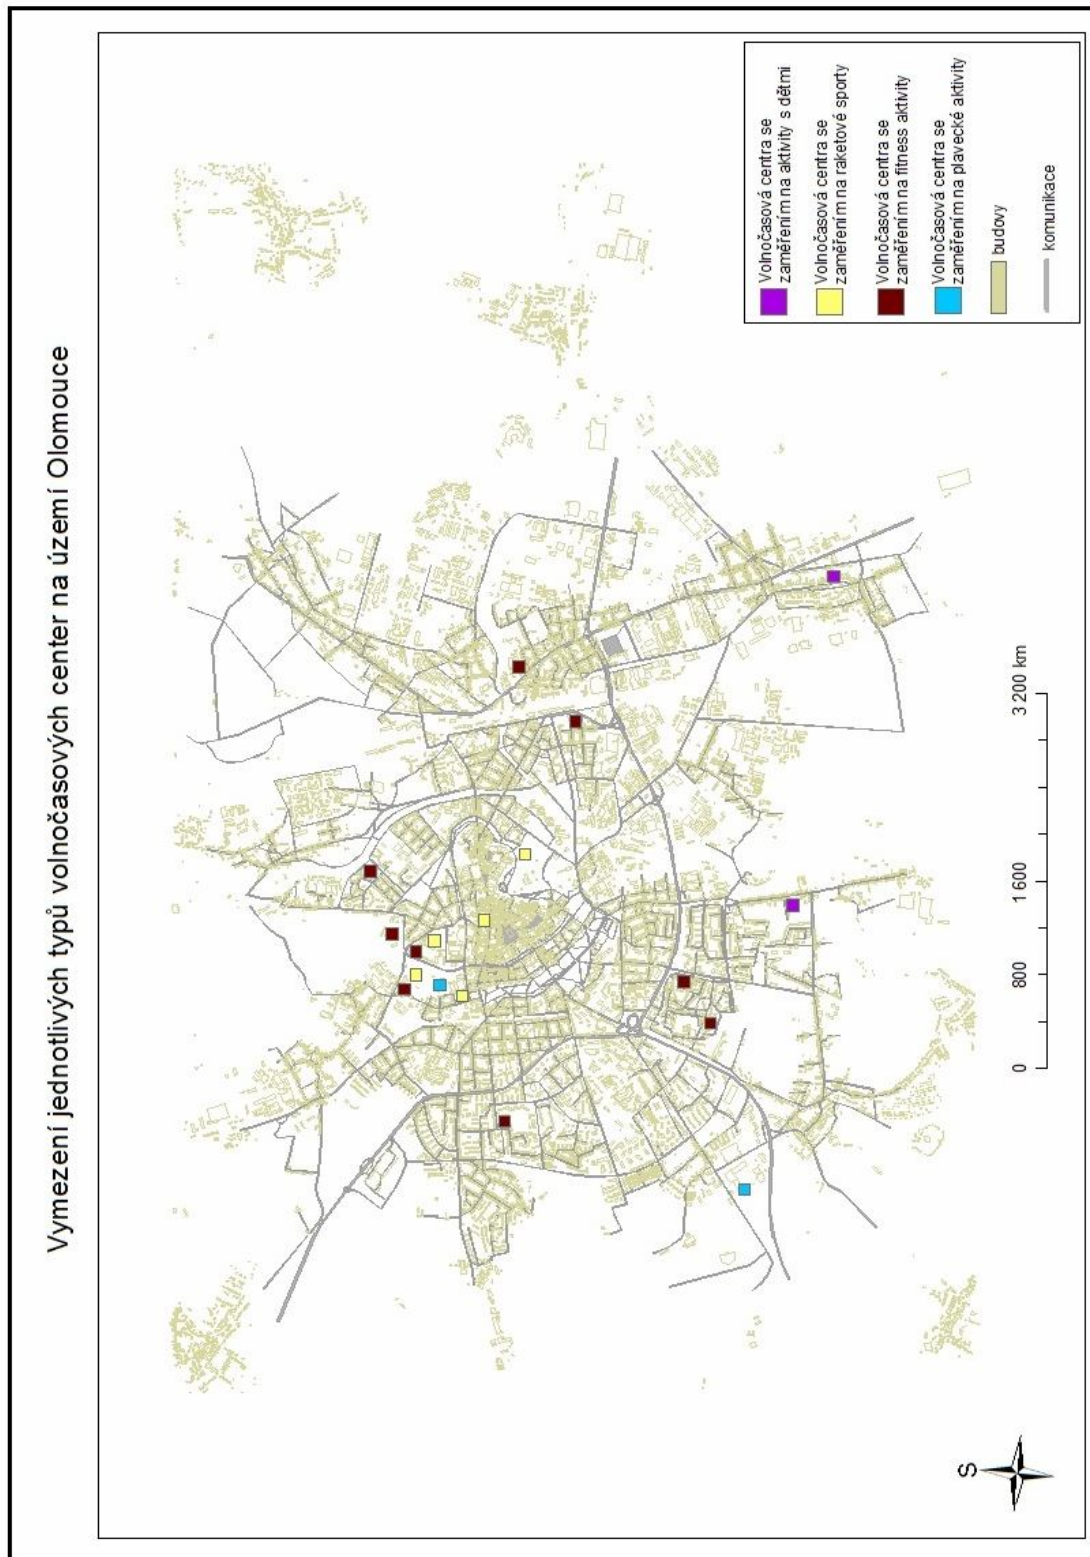 Vymezení jednotlivých typů volnočasových center na území Olomouce
Volnočasová centra se
zaměřením na aktivity s dětmi
Volnočasová centra se
zaměřením na raketové sporty
Volnočasová centra se
zaměřením na fitness aktivity
Volnočasová centra se
zaměřením na plavecké aktivity
budovy
komunikace
S
0 800 1 600 3 200 km